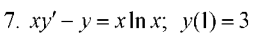 7. xy′ − y = x ln x;  y(1) = 3